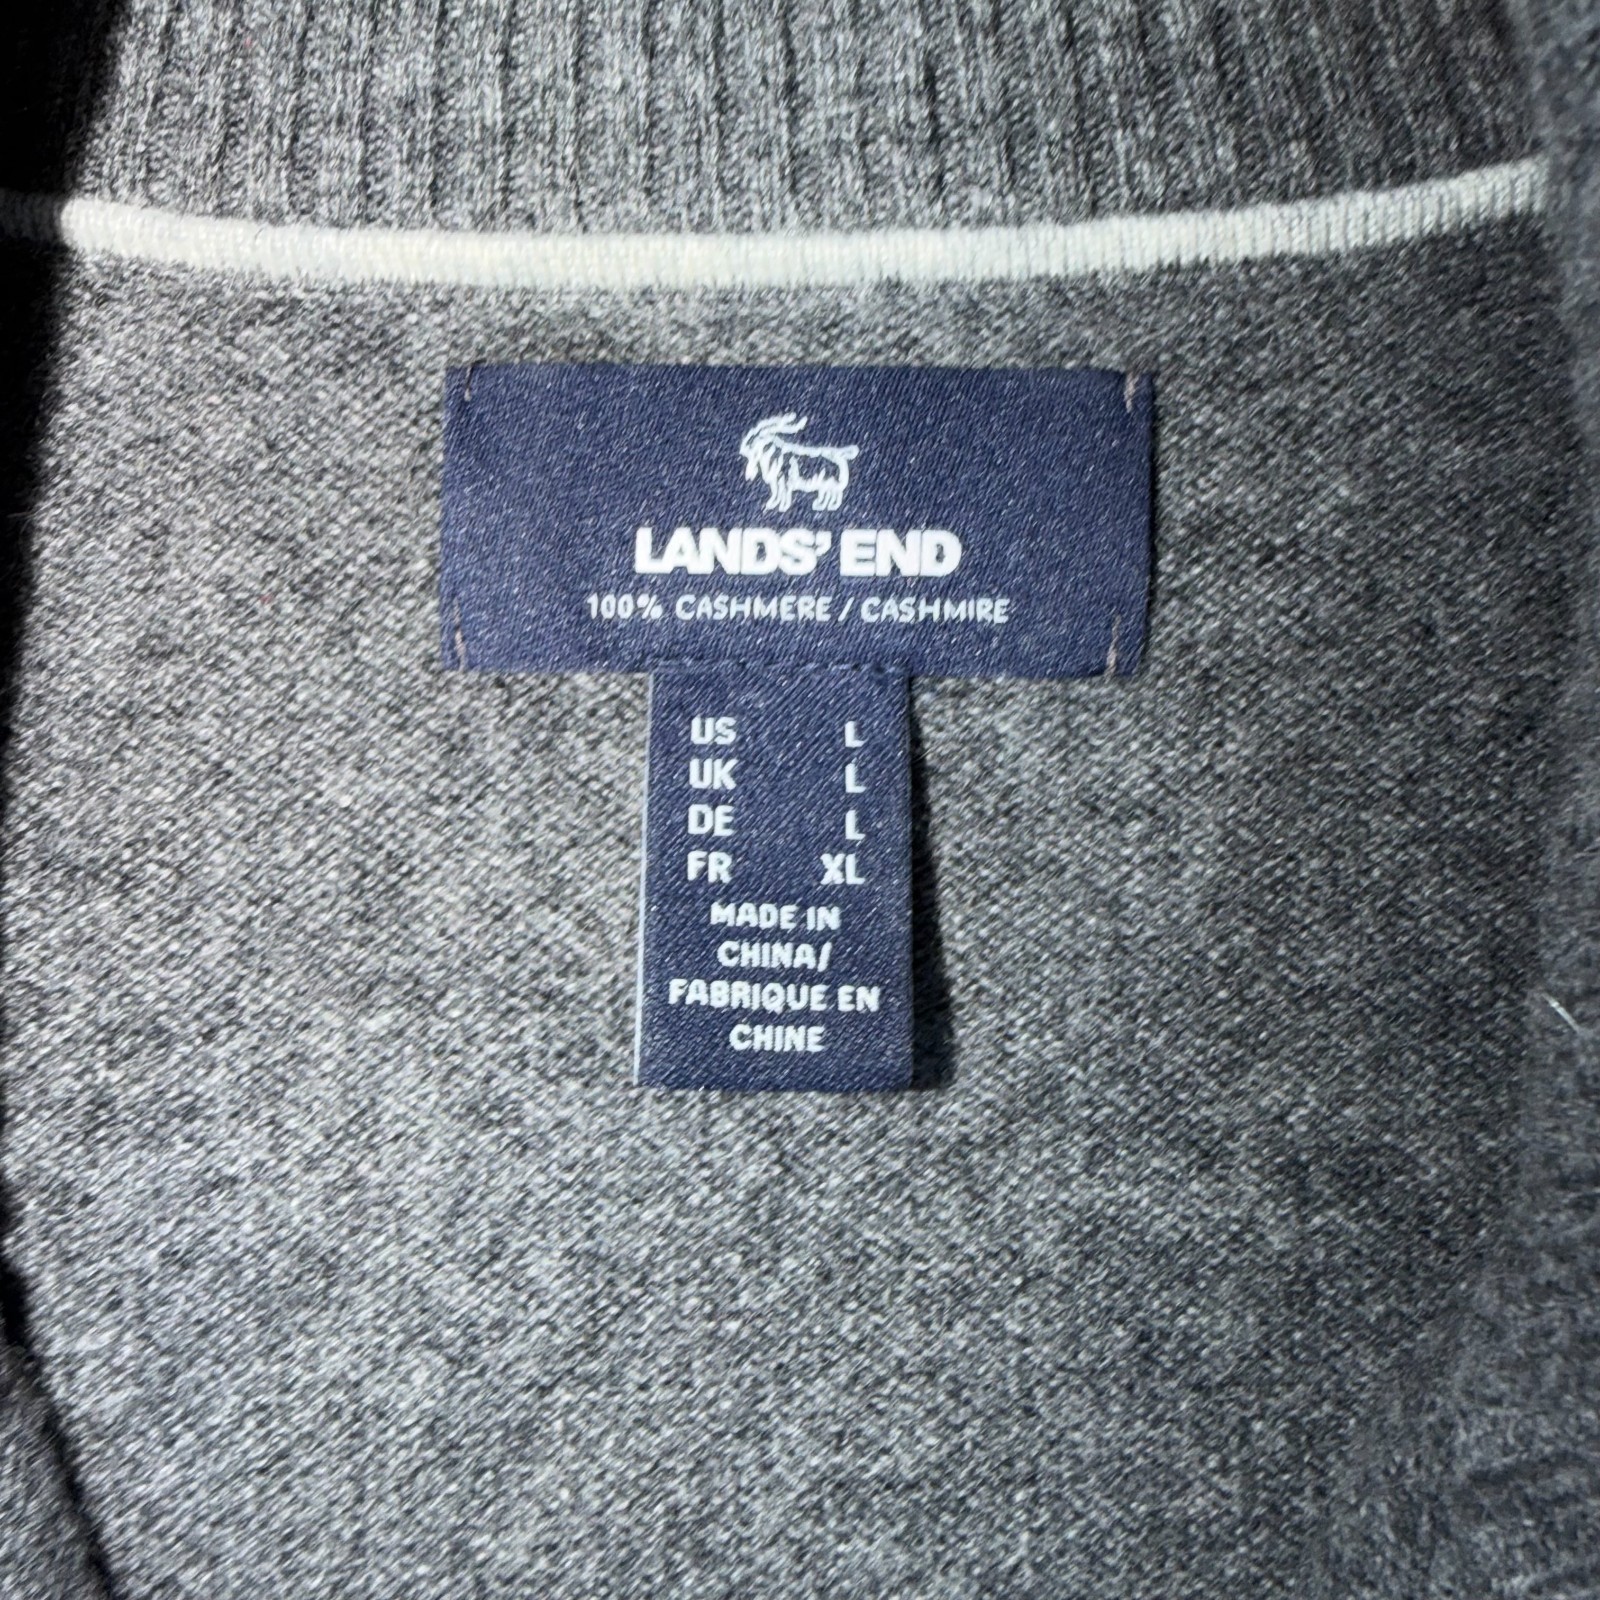 LANDS' END
100% CASHMERE / CASHMIRE
US L
UK L
DE L
FR XL
MADE IN
CHINA/
FABRIQUE EN
CHINE